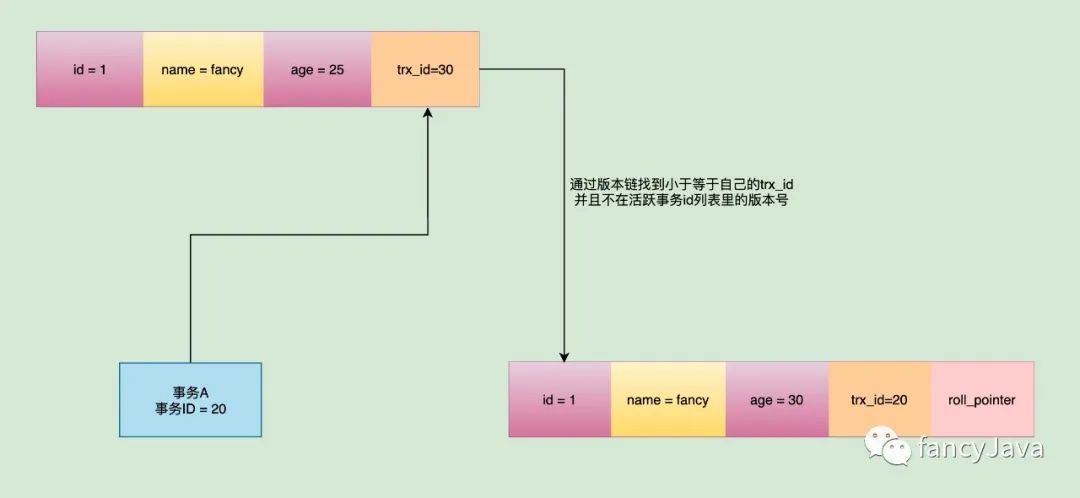 id = 1
name = fancy
age = 25
trx_id=30
通过版本链找到小于等于自己的trx_id
并且不在活跃事务id列表里的版本号
事务A
事务ID = 20
id = 1
name = fancy
age = 30
trx_id=20
roll_pointer
fancyJava